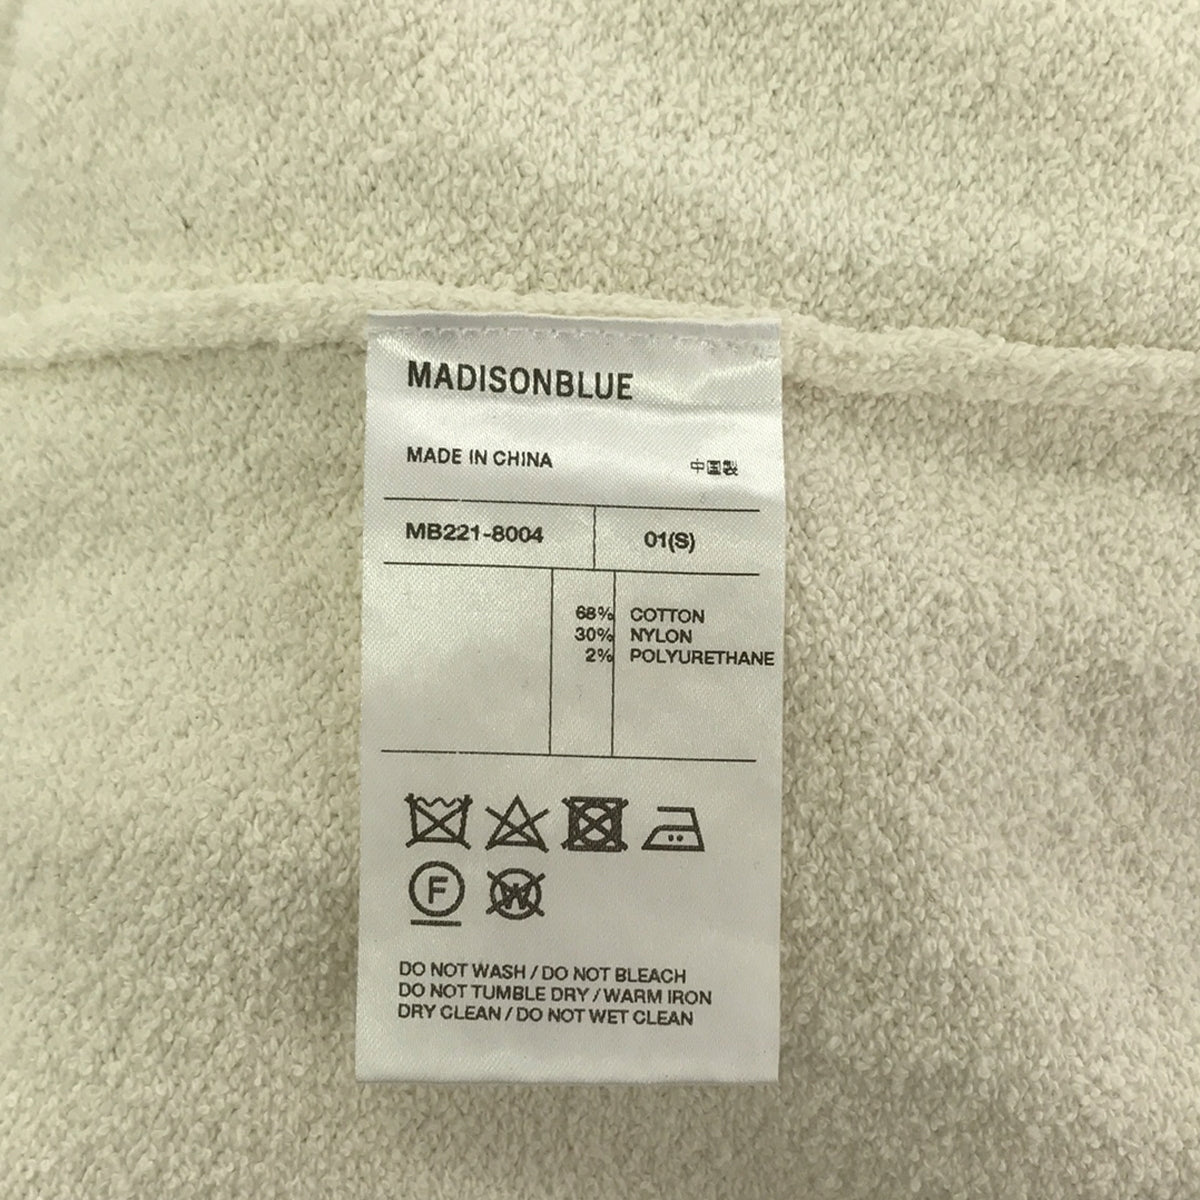 MADISONBLUE
MADE IN CHINA 中国製
MB221-8004 01(S)
68% COTTON
30% NYLON
2% POLYURETHANE
F W
DO NOT WASH / DO NOT BLEACH
DO NOT TUMBLE DRY / WARM IRON
DRY CLEAN / DO NOT WET CLEAN